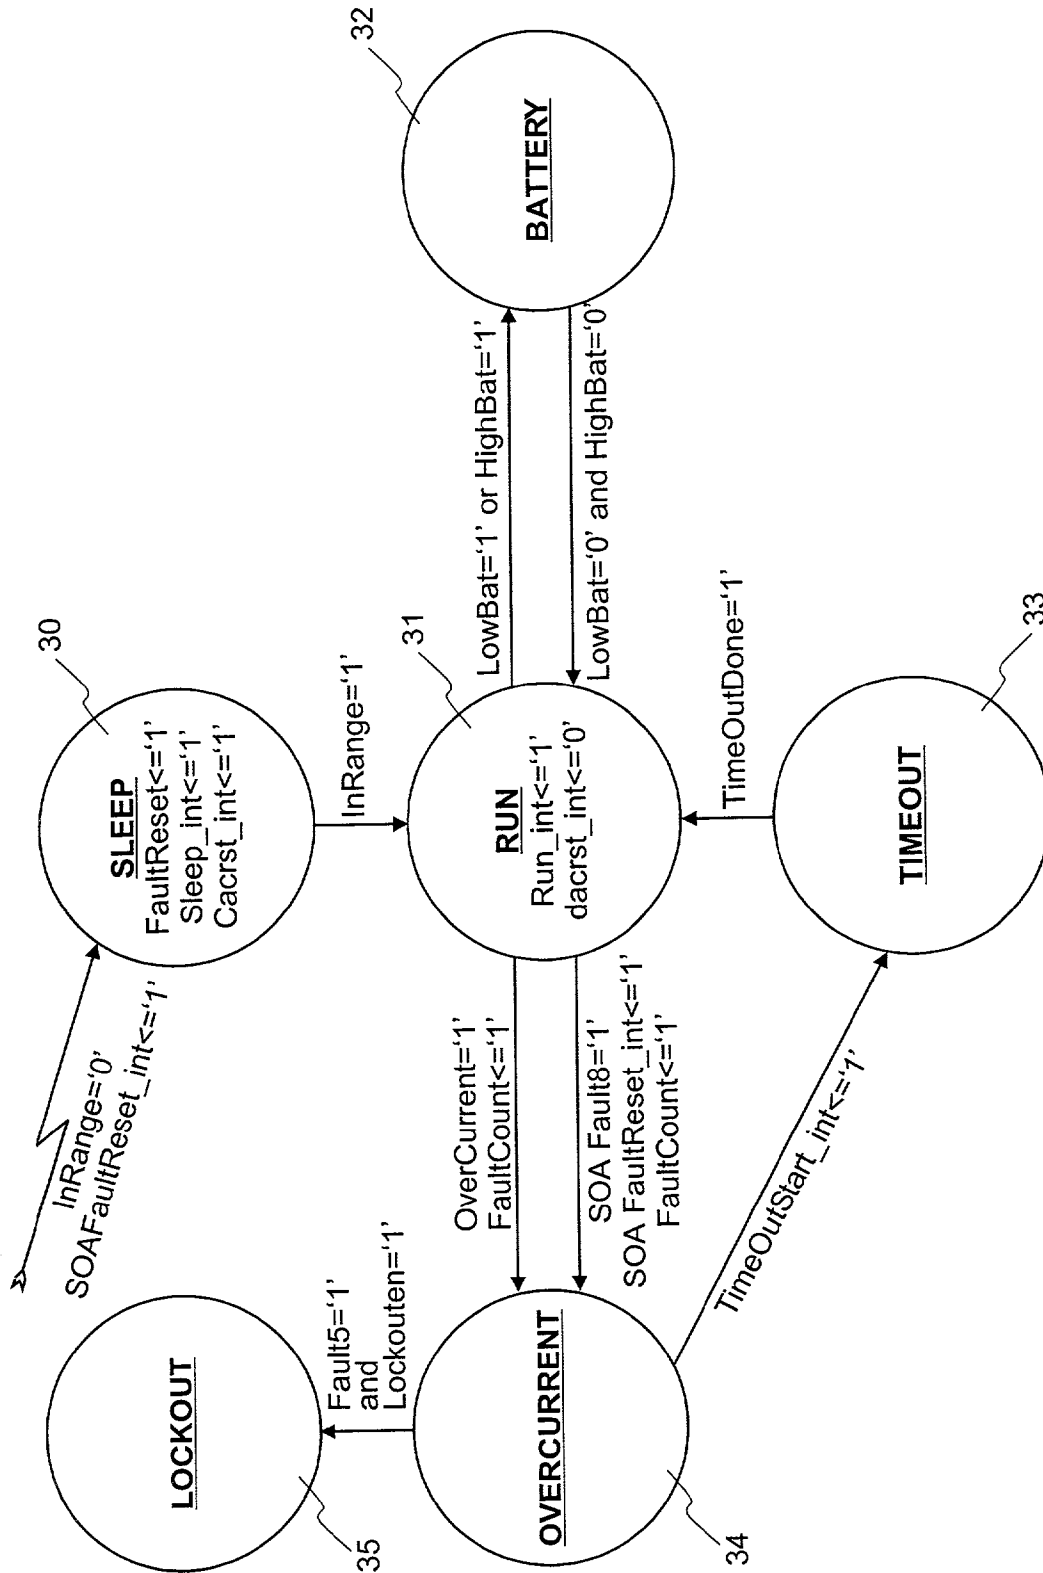 InRange='0'
SOAFaultReset_int<='1'
30
SLEEP
FaultReset<='1'
Sleep_int<='1'
Cacrst_int<='1'
InRange='1'
LOCKOUT
35
Fault5='1'
and
Lockouten='1'
OverCurrent='1'
FaultCount<='1'
31
RUN
Run_int<='1'
dacrst_int<='0'
LowBat='1' or HighBat='1'
32
BATTERY
OVERCURRENT
34
SOA Fault8='1'
SOA FaultReset_int<='1'
FaultCount<='1'
LowBat='0' and HighBat='0'
TimeOutDone='1'
TimeOutStart_int<='1'
33
TIMEOUT